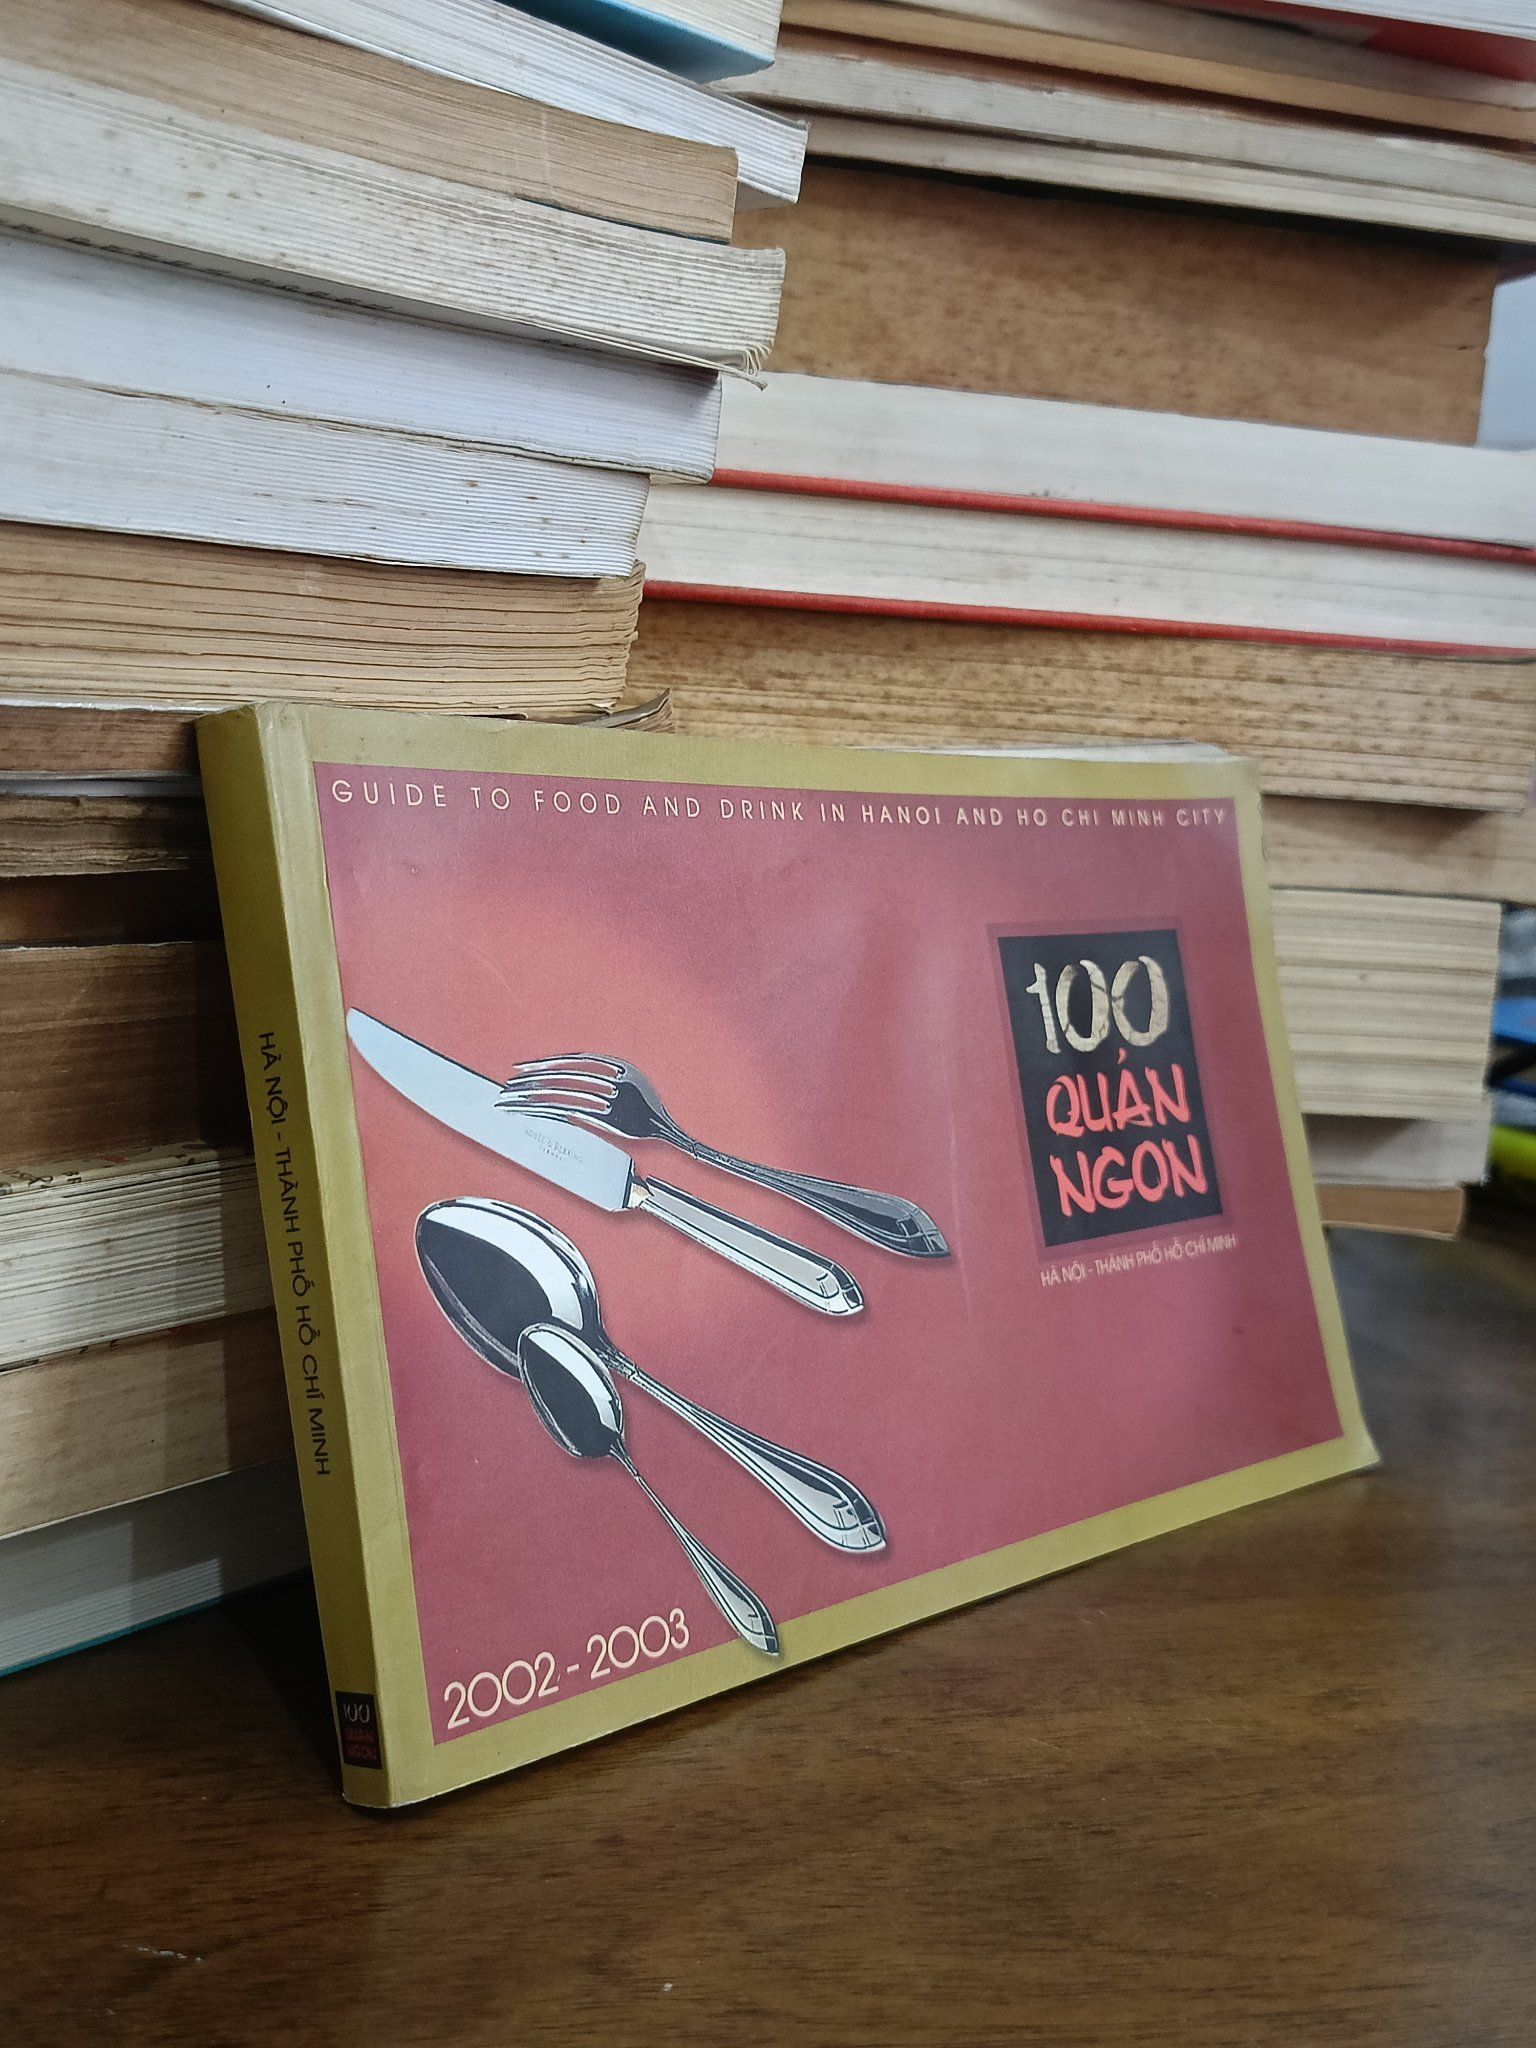 GUIDE TO FOOD AND DRINK IN HANOI AND HO CHI MINH CITY
100
QUÁN
NGON
HÀ NỘI - THÀNH PHỐ HỒ CHÍ MINH
2002 - 2003
HÀ NỘI - THÀNH PHỐ HỒ CHÍ MINH
100
QUÁN
NGON